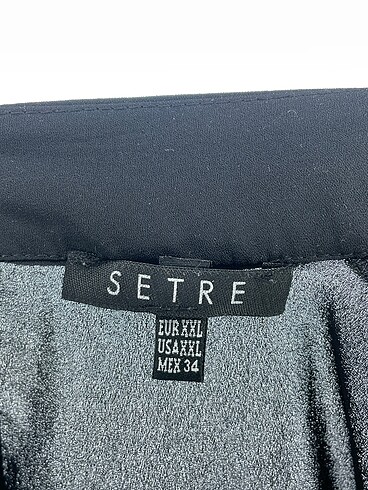 SETRE
EUR XXL
USA XXL
MEX 34